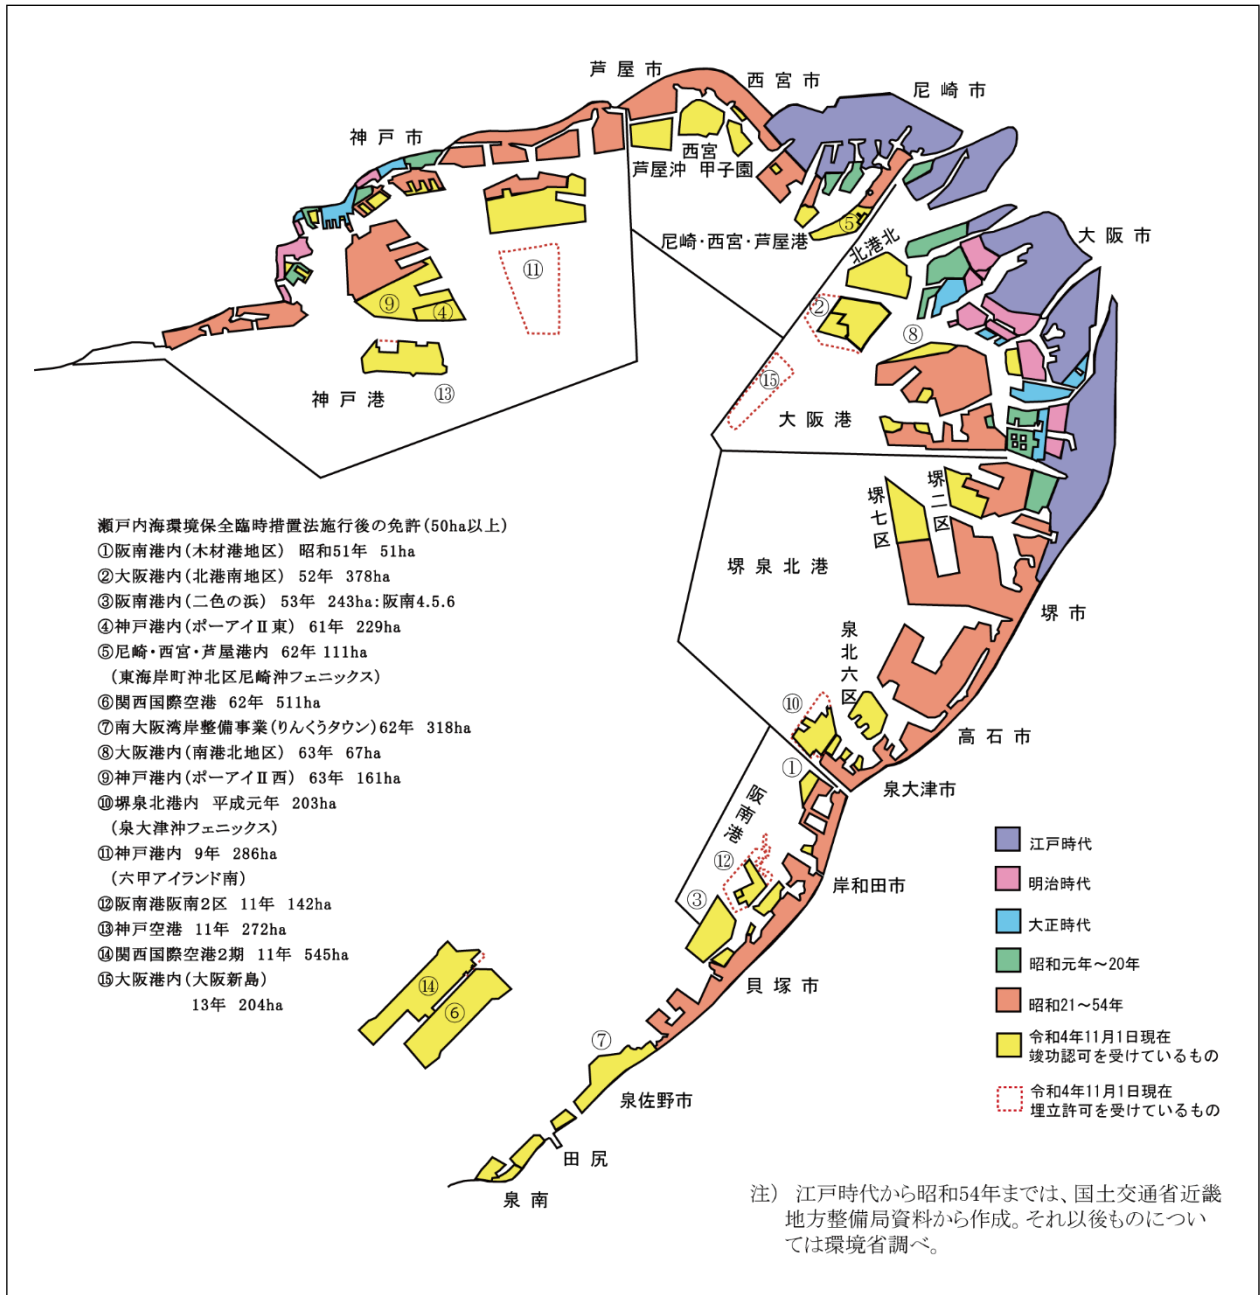 芦屋市
西宮市
尼崎市
神戸市
西宮
芦屋沖 甲子園
尼崎・西宮・芦屋港
⑤
北港北
大阪市
⑪
②
⑨
④
⑧
⑮
神戸港
⑬
大阪港
堺七区
堺二区
堺泉北港
堺市
泉北六区
⑩
高石市
①
泉大津市
阪南港
⑫
③
岸和田市
貝塚市
⑭
⑥
⑦
泉佐野市
田尻
泉南
瀬戸内海環境保全臨時措置法施行後の免許(50ha以上)
①阪南港内(木材港地区) 昭和51年 51ha
②大阪港内(北港南地区) 52年 378ha
③阪南港内(二色の浜) 53年 243ha:阪南4.5.6
④神戸港内(ポーアイⅡ東) 61年 229ha
⑤尼崎・西宮・芦屋港内 62年 111ha
(東海岸町沖北区尼崎沖フェニックス)
⑥関西国際空港 62年 511ha
⑦南大阪湾岸整備事業(りんくうタウン)62年 318ha
⑧大阪港内(南港北地区) 63年 67ha
⑨神戸港内(ポーアイⅡ西) 63年 161ha
⑩堺泉北港内 平成元年 203ha
(泉大津沖フェニックス)
⑪神戸港内 9年 286ha
(六甲アイランド南)
⑫阪南港阪南2区 11年 142ha
⑬神戸空港 11年 272ha
⑭関西国際空港2期 11年 545ha
⑮大阪港内(大阪新島)
13年 204ha
江戸時代
明治時代
大正時代
昭和元年～20年
昭和21～54年
令和4年11月1日現在
竣功認可を受けているもの
令和4年11月1日現在
埋立許可を受けているもの
注) 江戸時代から昭和54年までは、国土交通省近畿
地方整備局資料から作成。それ以後ものについ
ては環境省調べ。